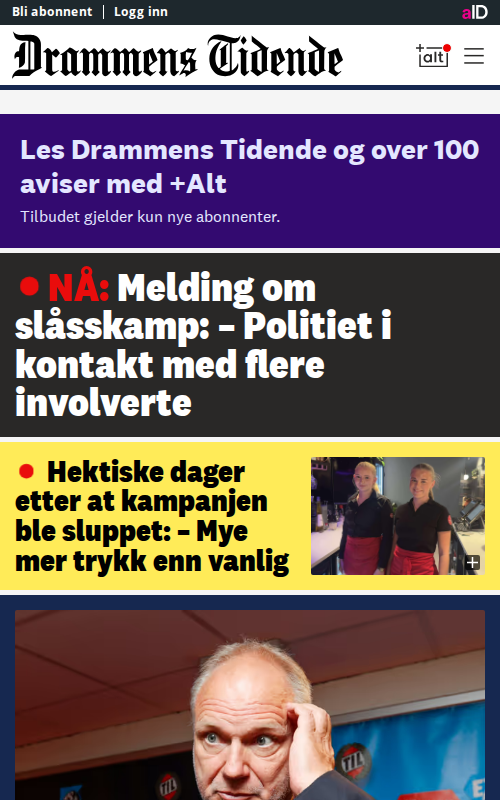 Bli abonnent
Logg inn
aID
Drammens Tidende
+alt
Les Drammens Tidende og over 100
aviser med +Alt
Tilbudet gjelder kun nye abonnenter.
NÅ: Melding om
slåsskamp: – Politiet i
kontakt med flere
involverte
Hektiske dager
etter at kampanjen
ble sluppet: – Mye
mer trykk enn vanlig
TIL
TIL